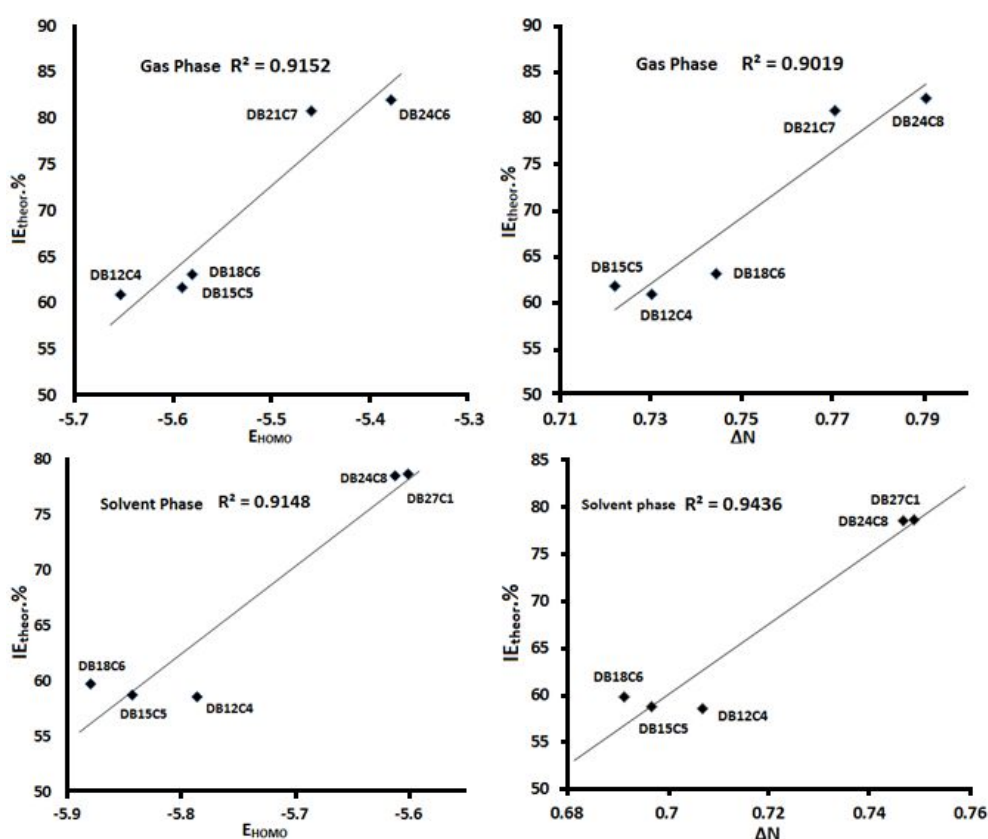 90
85
80
75
70
65
60
55
50
IEtheor.%
Gas Phase R² = 0.9152
DB21C7
DB24C6
DB12C4
DB18C6
DB15C5
-5.7 -5.6 -5.5 -5.4 -5.3
EHOMO
90
85
80
75
70
65
60
55
50
IEtheor.%
Gas Phase R² = 0.9019
DB21C7
DB24C8
DB15C5
DB18C6
DB12C4
0.71 0.73 0.75 0.77 0.79
ΔN
80
75
70
65
60
55
50
IEtheor.%
Solvent Phase R² = 0.9148
DB24C8
DB27C1
DB18C6
DB15C5
DB12C4
-5.9 -5.8 -5.7 -5.6
EHOMO
85
80
75
70
65
60
55
50
IEtheor.%
Solvent phase R² = 0.9436
DB27C1
DB24C8
DB18C6
DB15C5
DB12C4
0.68 0.7 0.72 0.74 0.76
ΔN